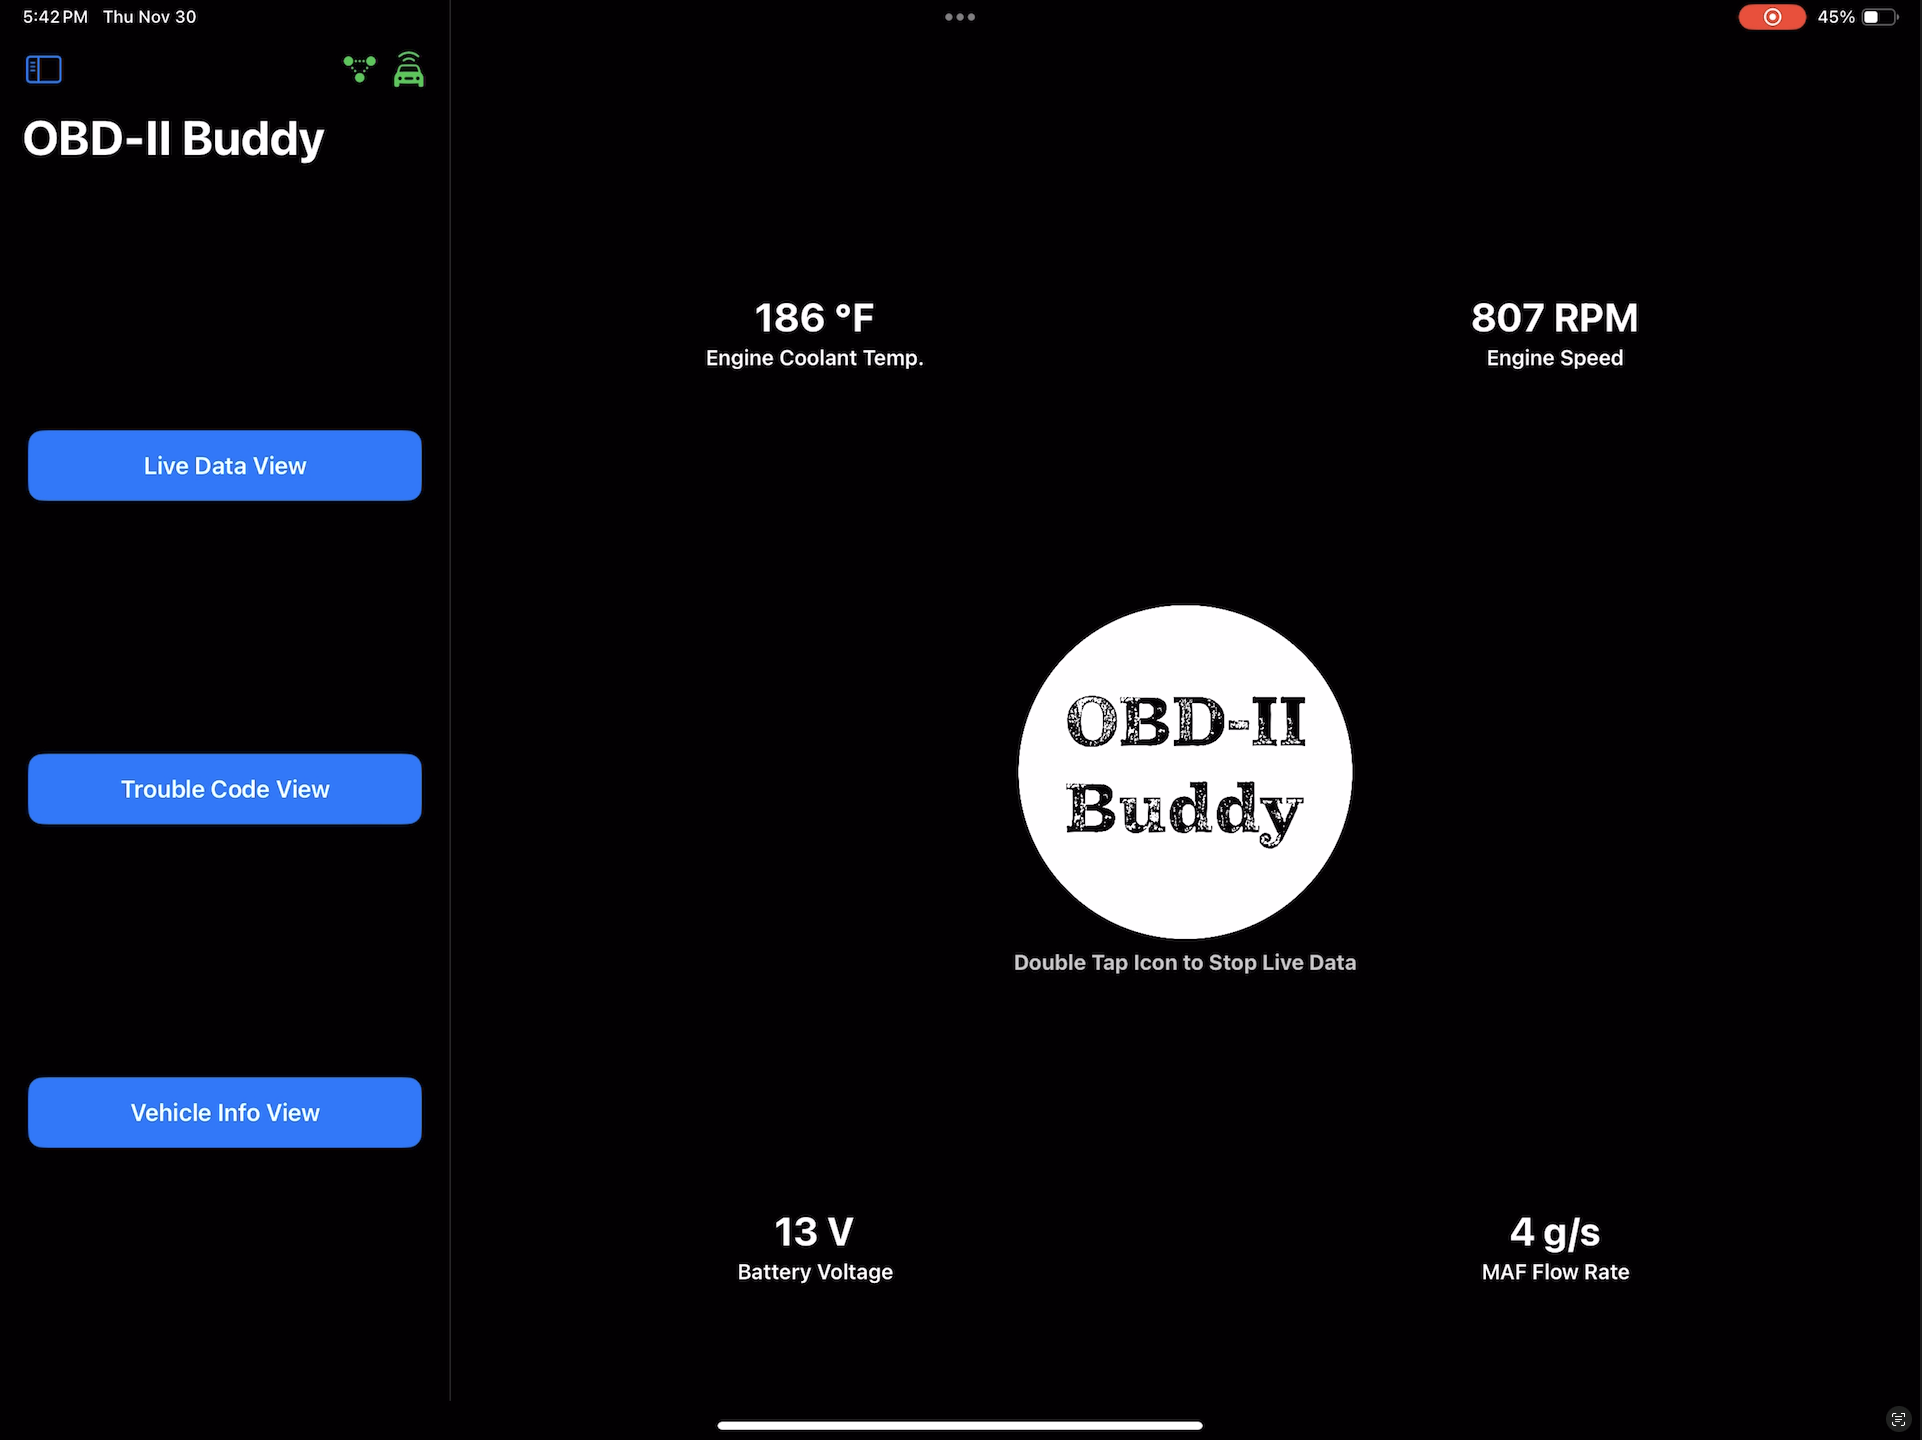 5:42 PM Thu Nov 30
45%
OBD-II Buddy
186 °F
Engine Coolant Temp.
807 RPM
Engine Speed
Live Data View
OBD-II
Buddy
Trouble Code View
Double Tap Icon to Stop Live Data
Vehicle Info View
13 V
Battery Voltage
4 g/s
MAF Flow Rate